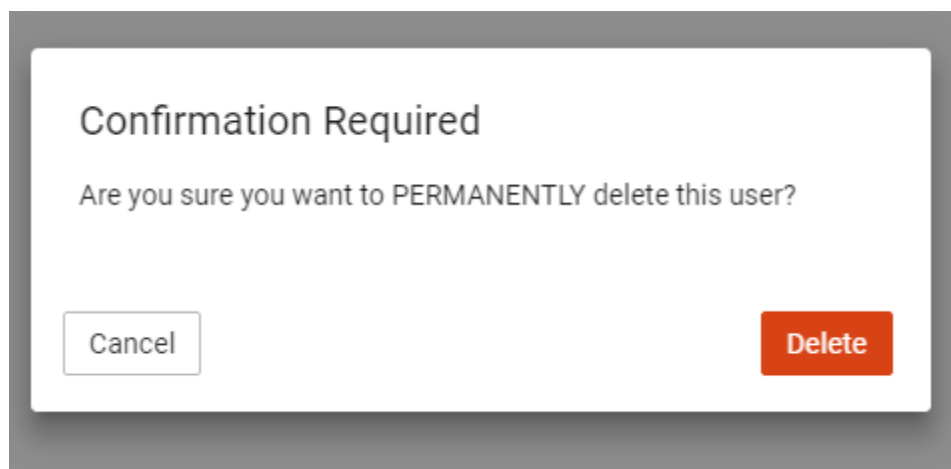 Confirmation Required
Are you sure you want to PERMANENTLY delete this user?
Cancel
Delete